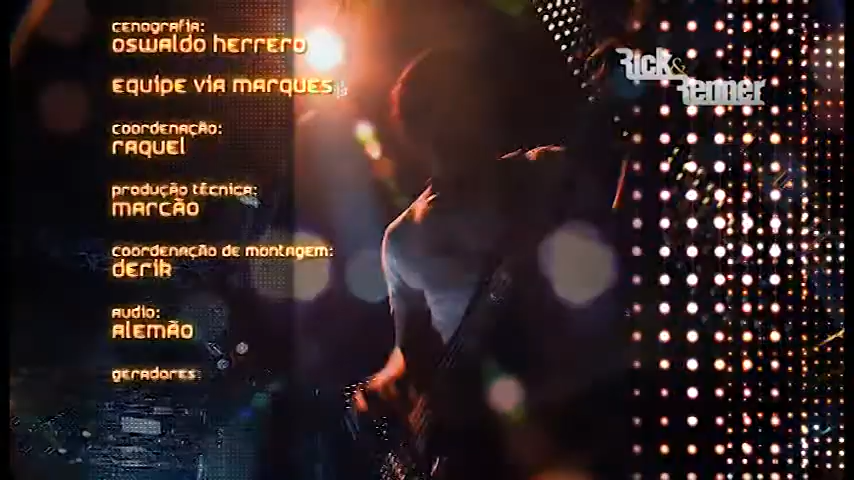 cenografia:
oswaldo herrero
equipe via marques
coordenação:
raquel
produção técnica:
marcão
coordenação de montagem:
derik
audio:
alemão
geradores:
Rick &
Renner